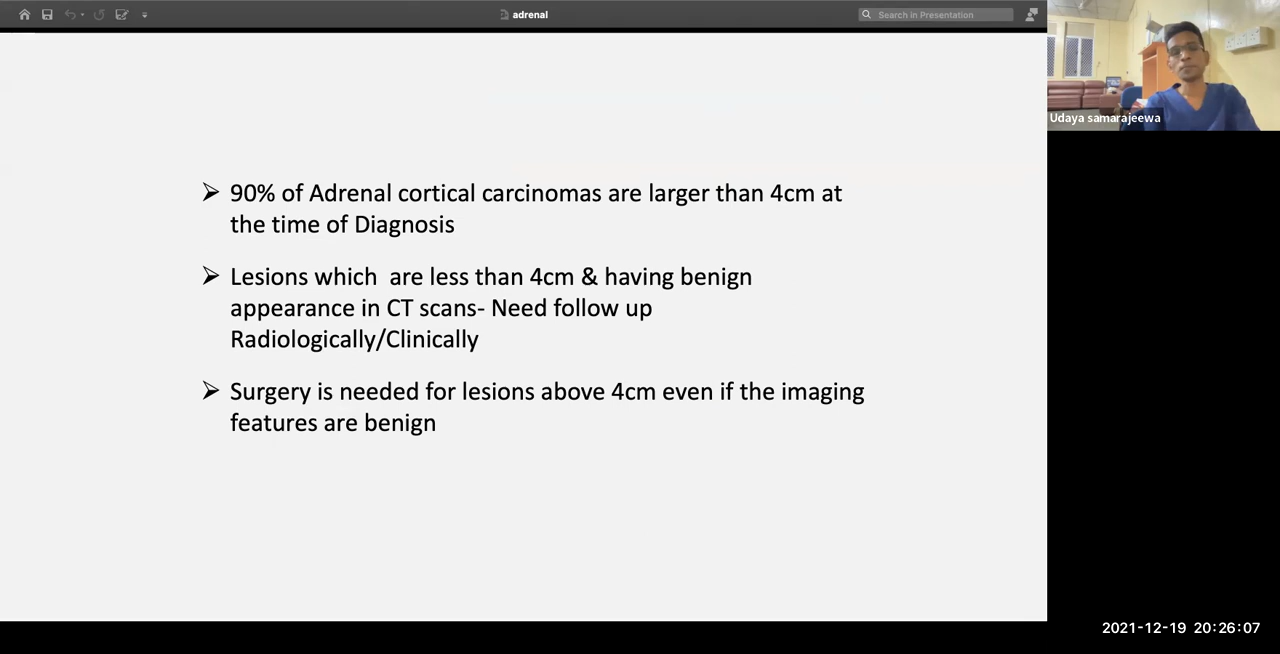 adrenal
Search in Presentation
Udaya samarajeewa
➢ 90% of Adrenal cortical carcinomas are larger than 4cm at
the time of Diagnosis
➢ Lesions which  are less than 4cm & having benign
appearance in CT scans- Need follow up
Radiologically/Clinically
➢ Surgery is needed for lesions above 4cm even if the imaging
features are benign
2021-12-19 20:26:07